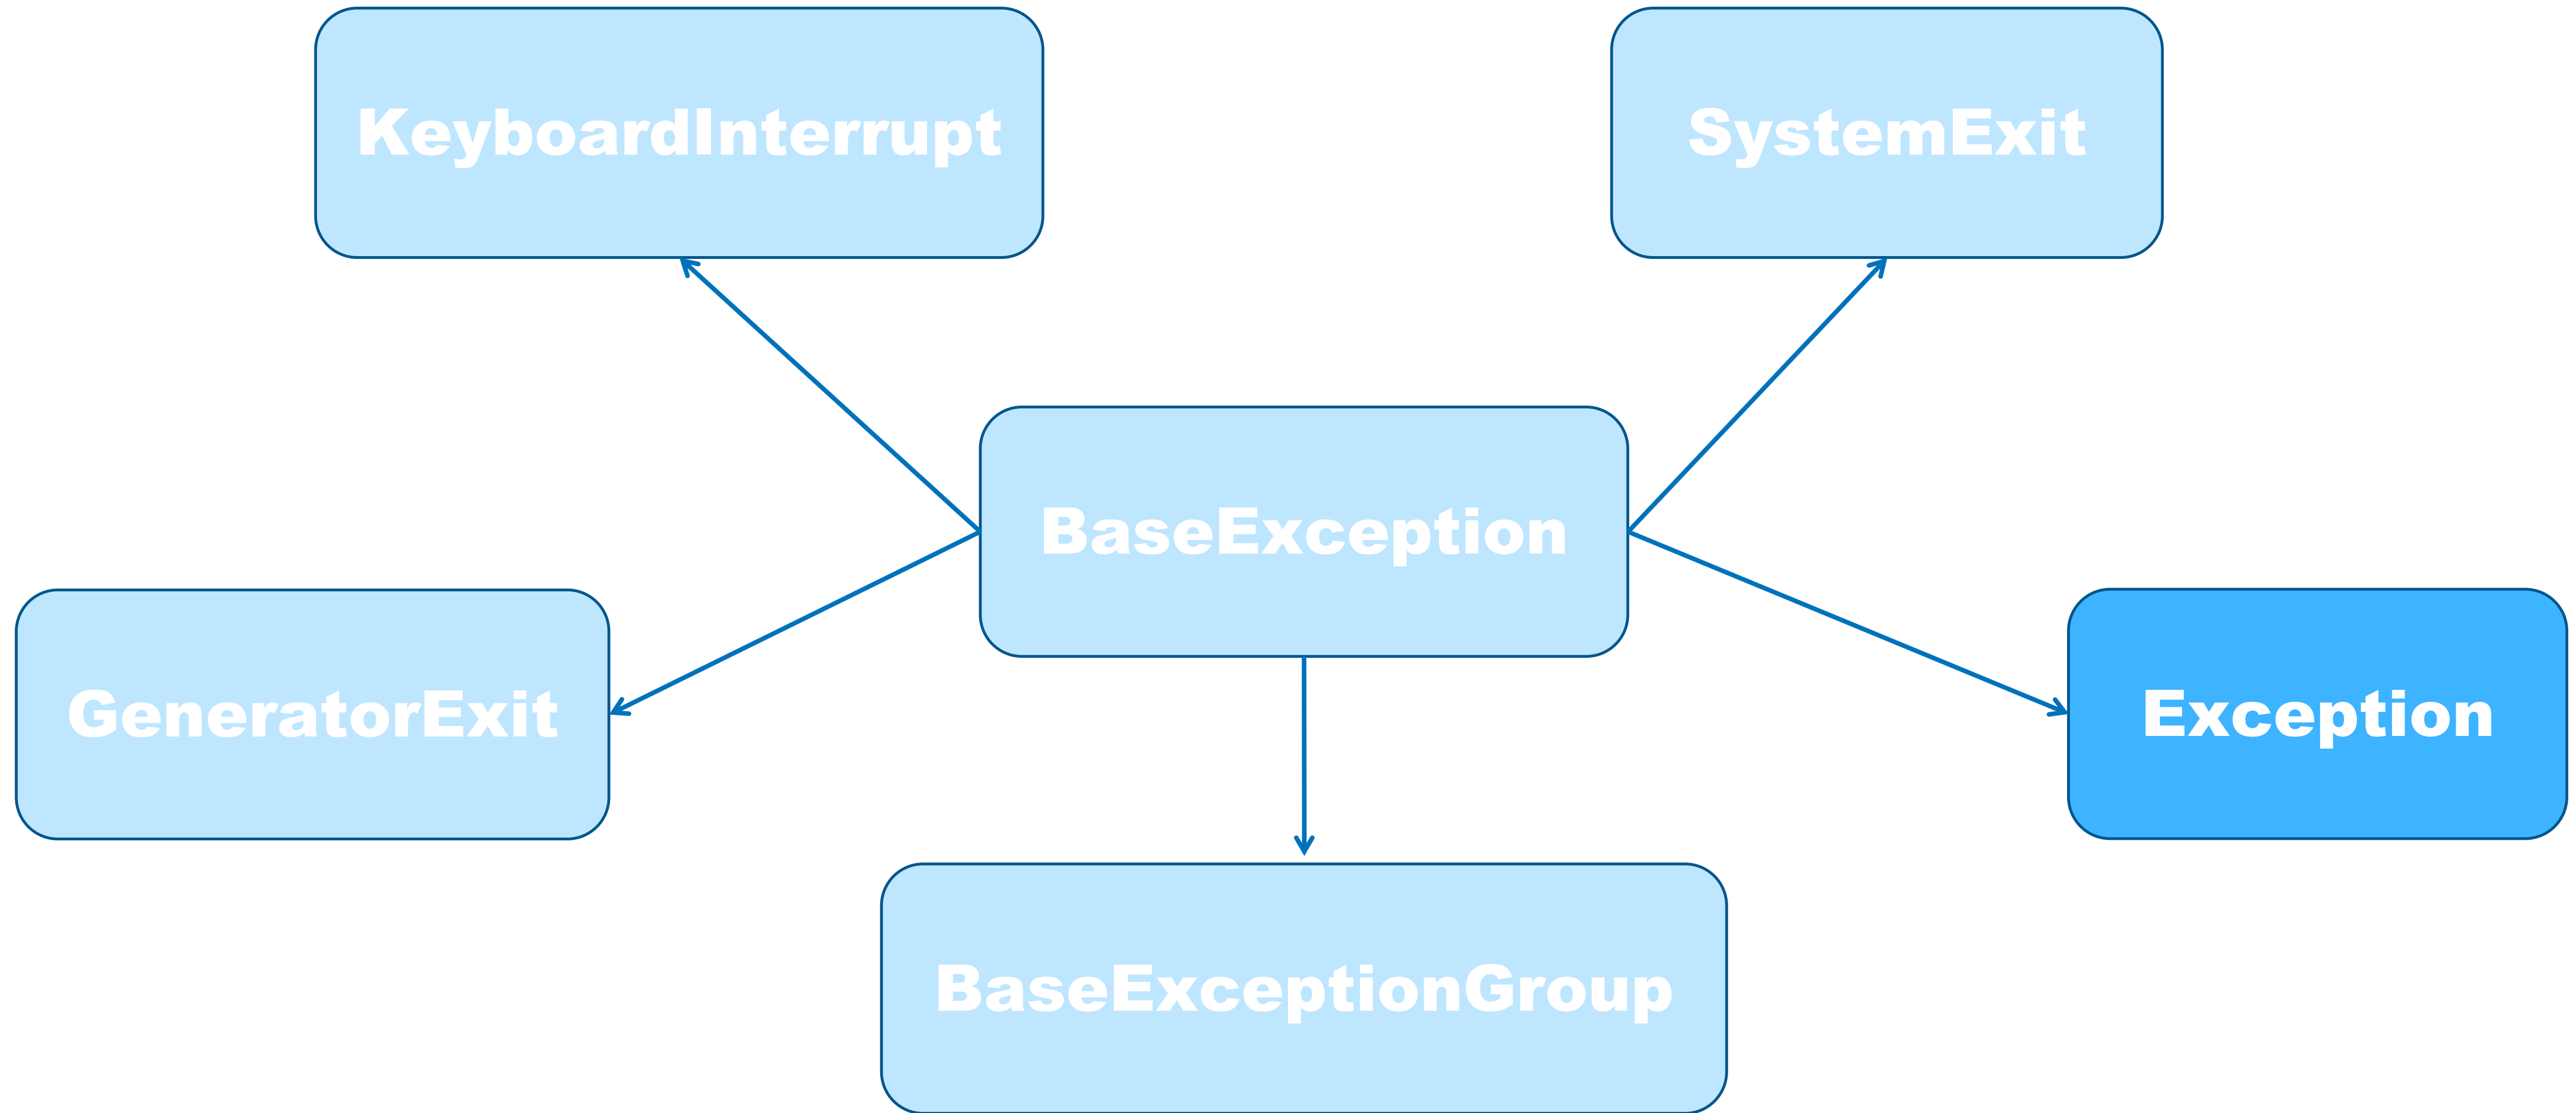 KeyboardInterrupt
SystemExit
BaseException
GeneratorExit
Exception
BaseExceptionGroup